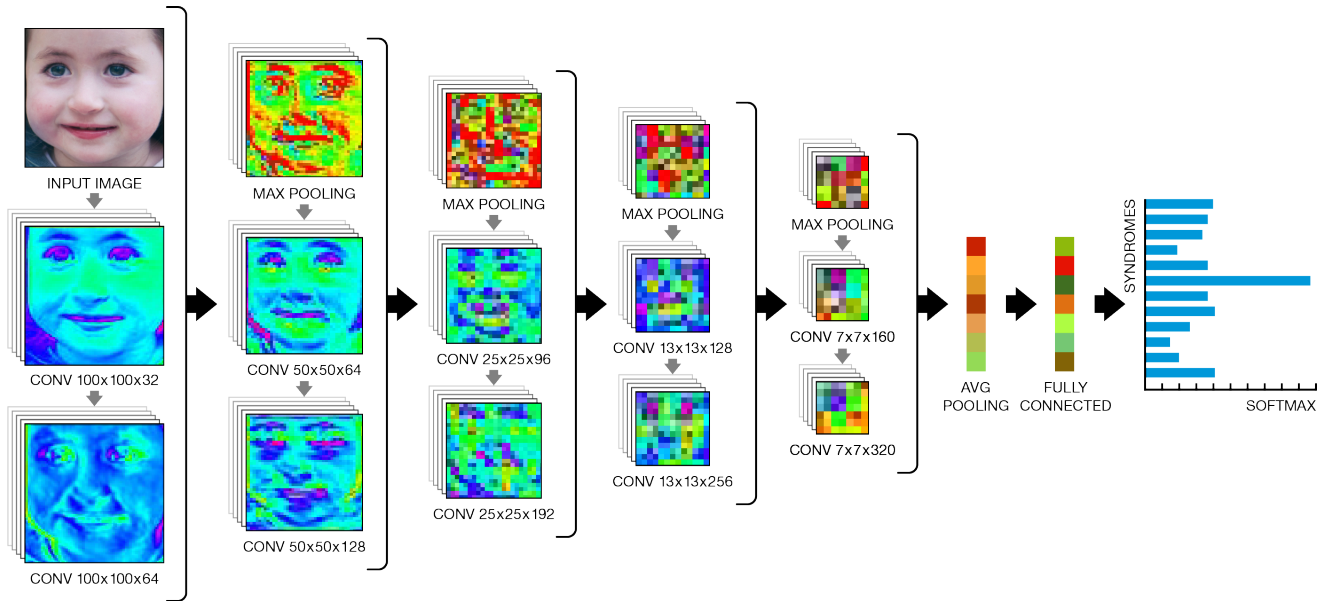 INPUT IMAGE
CONV 100x100x32
CONV 100x100x64
MAX POOLING
CONV 50x50x64
CONV 50x50x128
MAX POOLING
CONV 25x25x96
CONV 25x25x192
MAX POOLING
CONV 13x13x128
CONV 13x13x256
MAX POOLING
CONV 7x7x160
CONV 7x7x320
AVG
POOLING
FULLY
CONNECTED
SYNDROMES
SOFTMAX